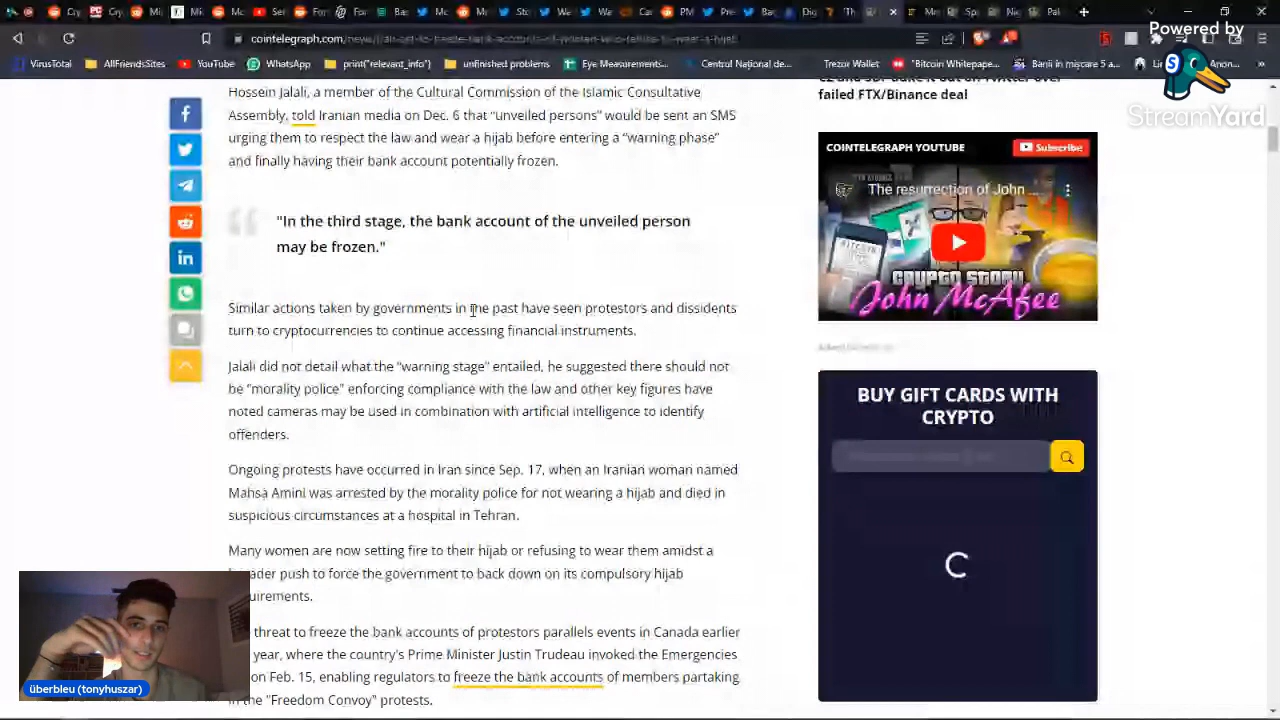 Powered by
StreamYard
cointelegraph.com
VirusTotal
AllFriendsSites
YouTube
WhatsApp
print("relevant_info")
unfinished problems
Eye Measurements...
Central Național de...
Trezor Wallet
"Bitcoin Whitepape...
Banii in mișcare 5 a...
Hossein Jalali, a member of the Cultural Commission of the Islamic Consultative
Assembly, told Iranian media on Dec. 6 that "unveiled persons" would be sent an SMS
urging them to respect the law and wear a hijab before entering a "warning phase"
and finally having their bank account potentially frozen.
"In the third stage, the bank account of the unveiled person
may be frozen."
Similar actions taken by governments in the past have seen protestors and dissidents
turn to cryptocurrencies to continue accessing financial instruments.
Jalali did not detail what the "warning stage" entailed, he suggested there should not
be "morality police" enforcing compliance with the law and other key figures have
noted cameras may be used in combination with artificial intelligence to identify
offenders.
Ongoing protests have occurred in Iran since Sep. 17, when an Iranian woman named
Mahsa Amini was arrested by the morality police for not wearing a hijab and died in
suspicious circumstances at a hospital in Tehran.
Many women are now setting fire to their hijab or refusing to wear them amidst a
push to force the government to back down on its compulsory hijab
threat to freeze the bank accounts of protestors parallels events in Canada earlier
year, where the country's Prime Minister Justin Trudeau invoked the Emergencies
on Feb. 15, enabling regulators to freeze the bank accounts of members partaking
in the "Freedom Convoy" protests.
failed FTX/Binance deal
COINTELEGRAPH YOUTUBE
Subscribe
The resurrection of John ...
BITCOIN
CRYPTO STORY
John McAfee
BUY GIFT CARDS WITH
CRYPTO
überbleu (tonyhuszar)